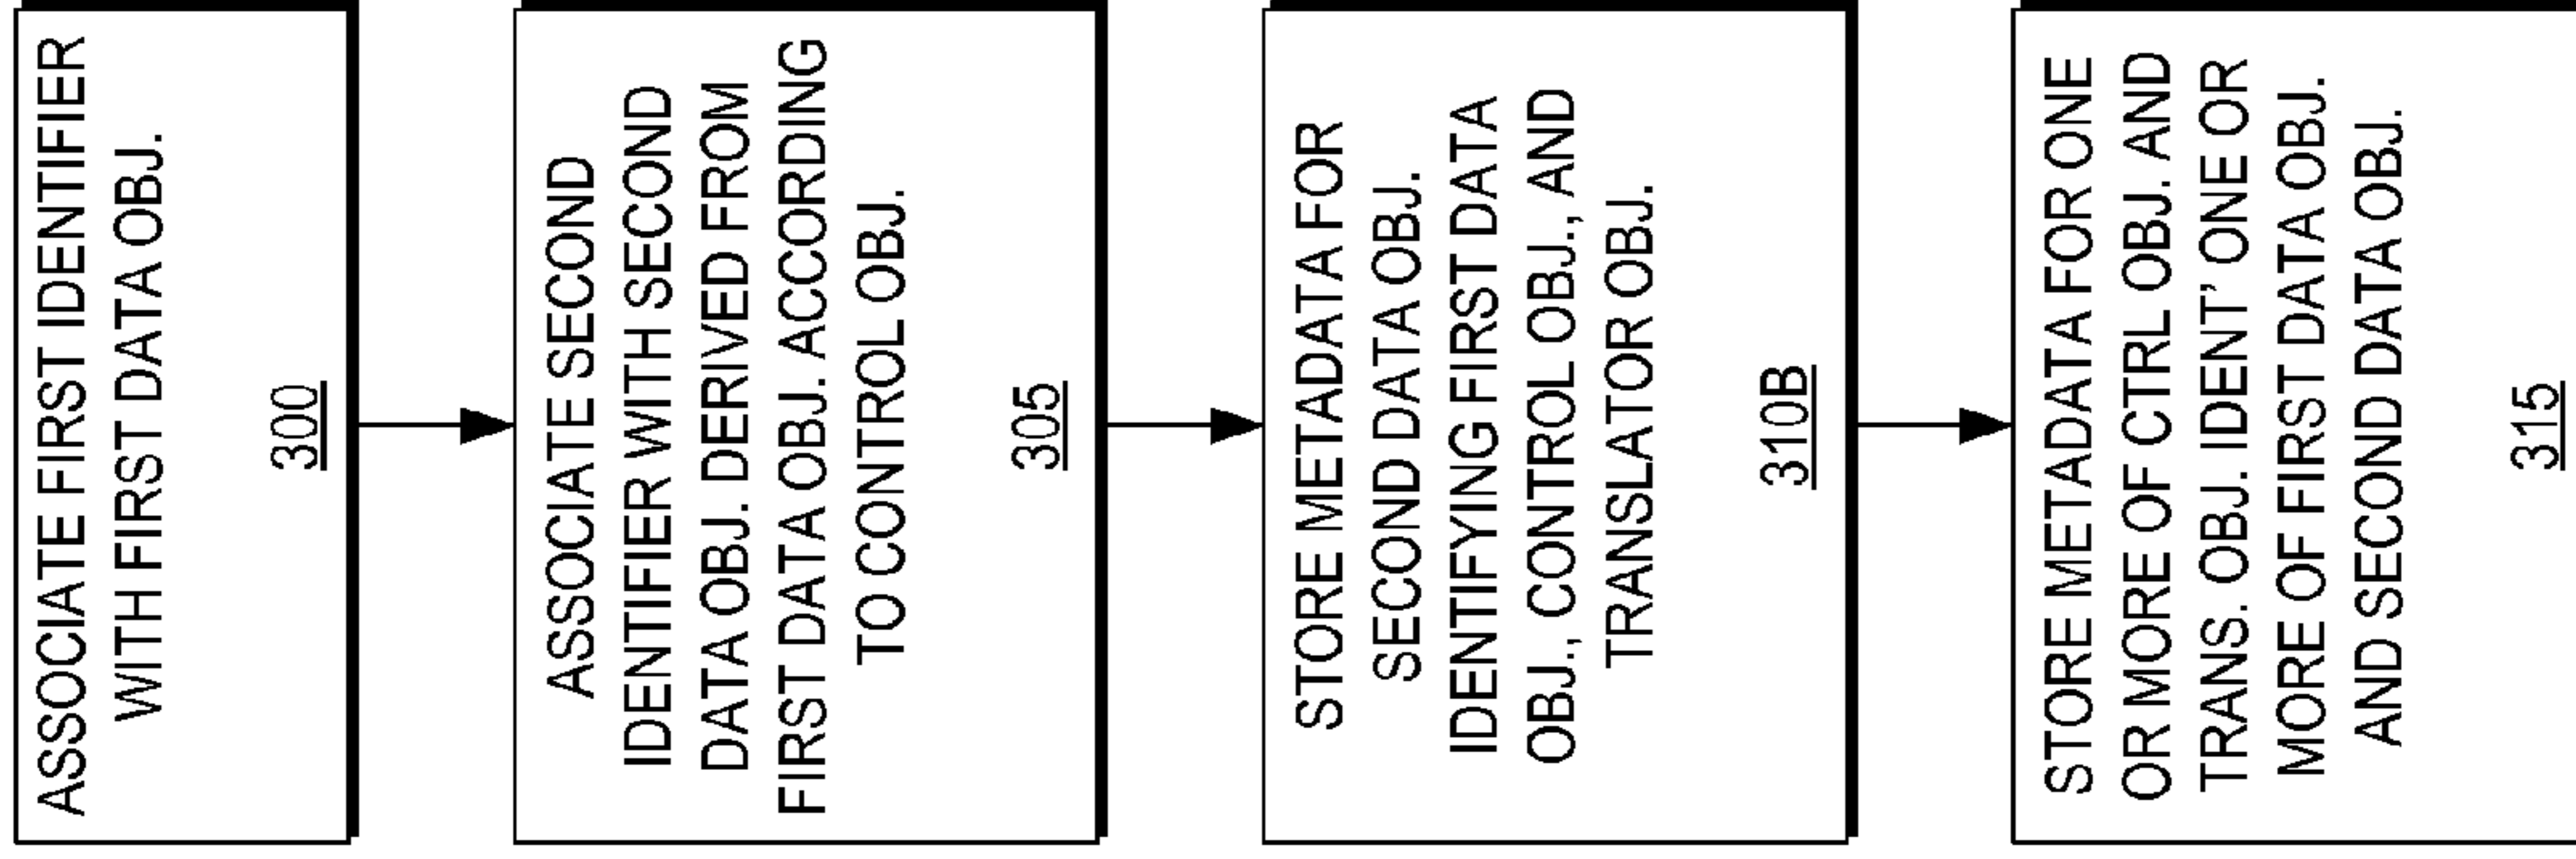 ASSOCIATE FIRST IDENTIFIER
WITH FIRST DATA OBJ.
300
ASSOCIATE SECOND
IDENTIFIER WITH SECOND
DATA OBJ. DERIVED FROM
FIRST DATA OBJ. ACCORDING
TO CONTROL OBJ.
305
STORE METADATA FOR
SECOND DATA OBJ.
IDENTIFYING FIRST DATA
OBJ., CONTROL OBJ., AND
TRANSLATOR OBJ.
310B
STORE METADATA FOR ONE
OR MORE OF CTRL OBJ. AND
TRANS. OBJ. IDENT' ONE OR
MORE OF FIRST DATA OBJ.
AND SECOND DATA OBJ.
315